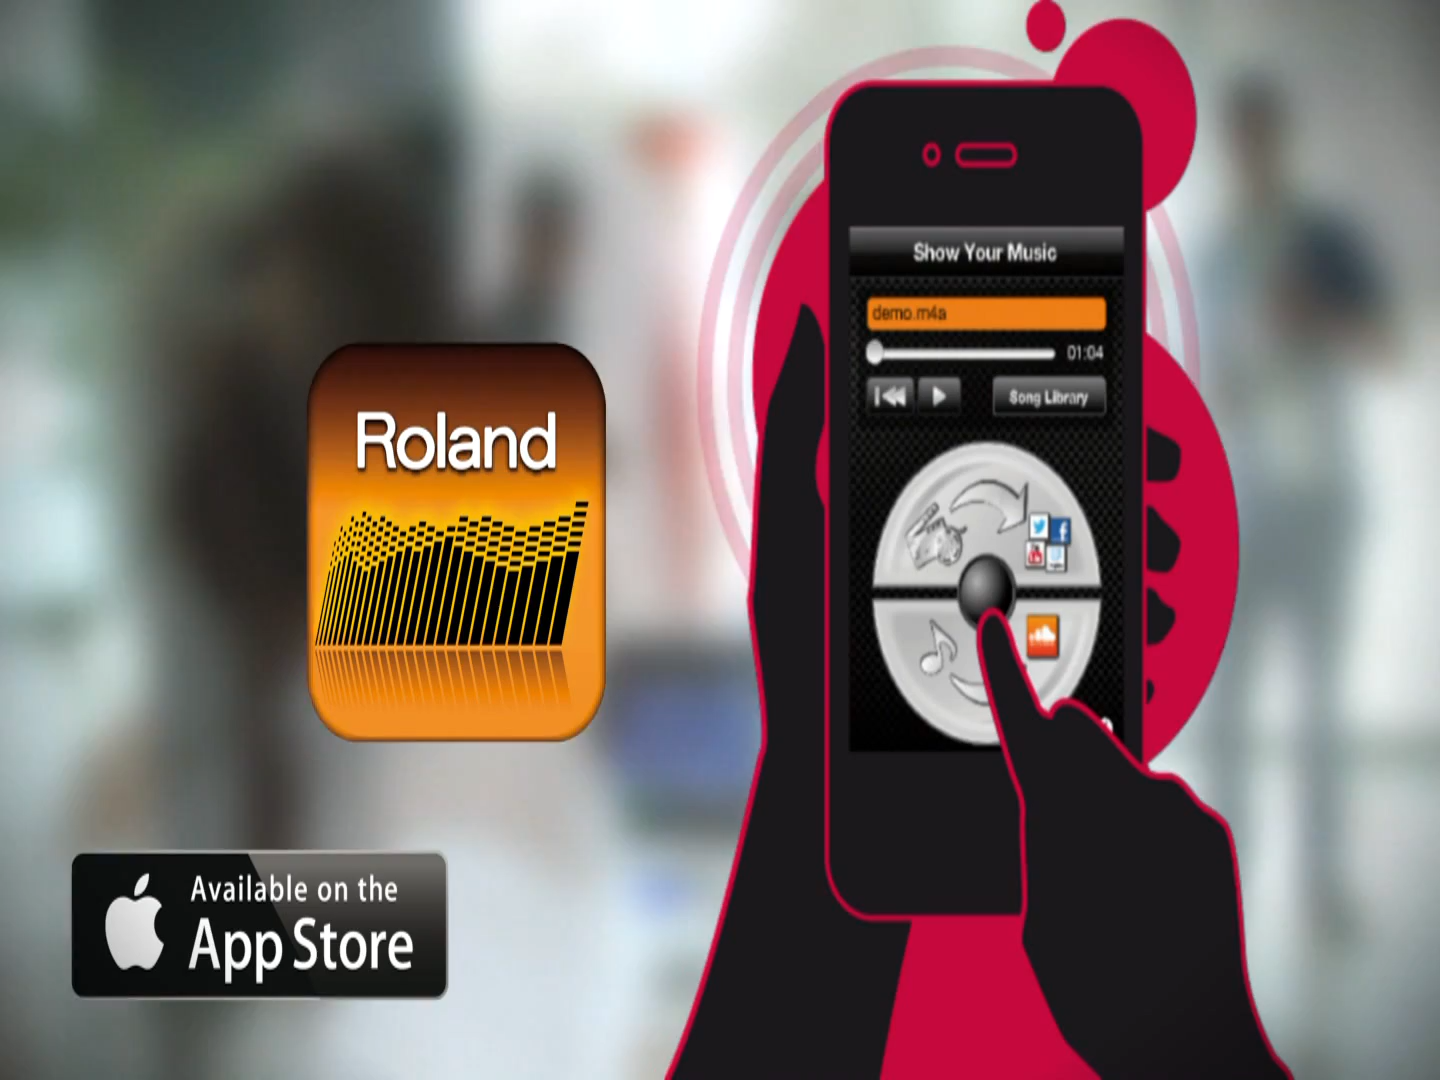 Show Your Music
demo.m4a
01:04
Song Library
Roland
Available on the
App Store